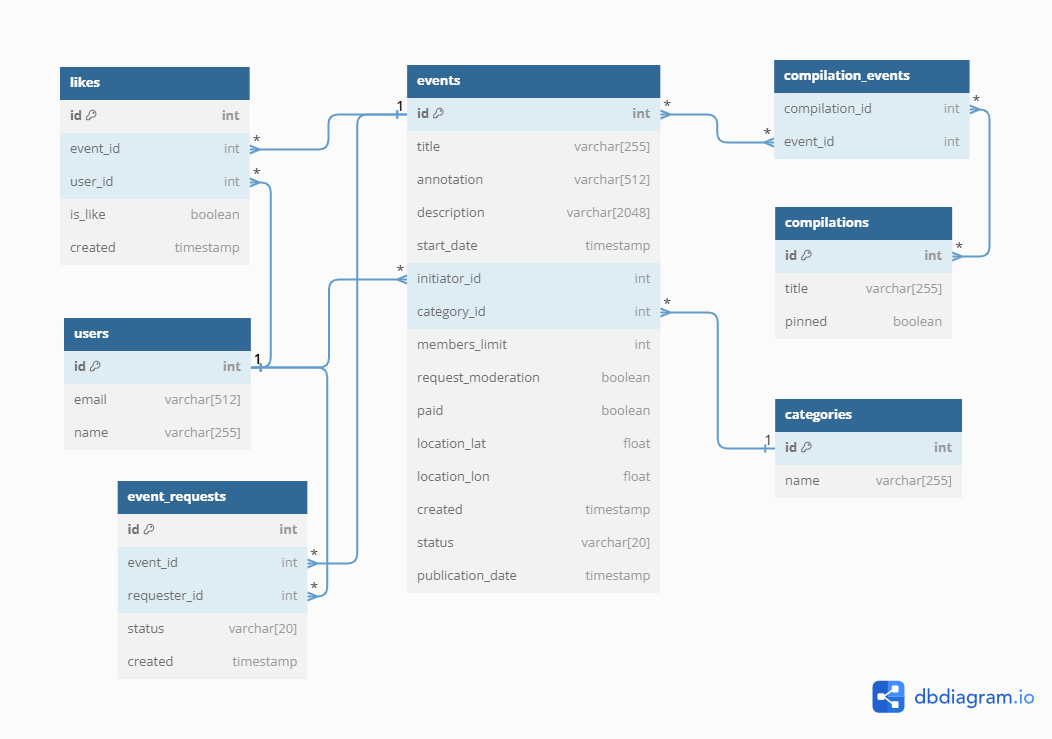 likes
id int
event_id int
user_id int
is_like boolean
created timestamp
users
id int
email varchar[512]
name varchar[255]
event_requests
id int
event_id int
requester_id int
status varchar[20]
created timestamp
events
id int
title varchar[255]
annotation varchar[512]
description varchar[2048]
start_date timestamp
initiator_id int
category_id int
members_limit int
request_moderation boolean
paid boolean
location_lat float
location_lon float
created timestamp
status varchar[20]
publication_date timestamp
compilation_events
compilation_id int
event_id int
compilations
id int
title varchar[255]
pinned boolean
categories
id int
name varchar[255]
*
*
1
*
*
1
*
*
*
*
*
*
1
dbdiagram.io